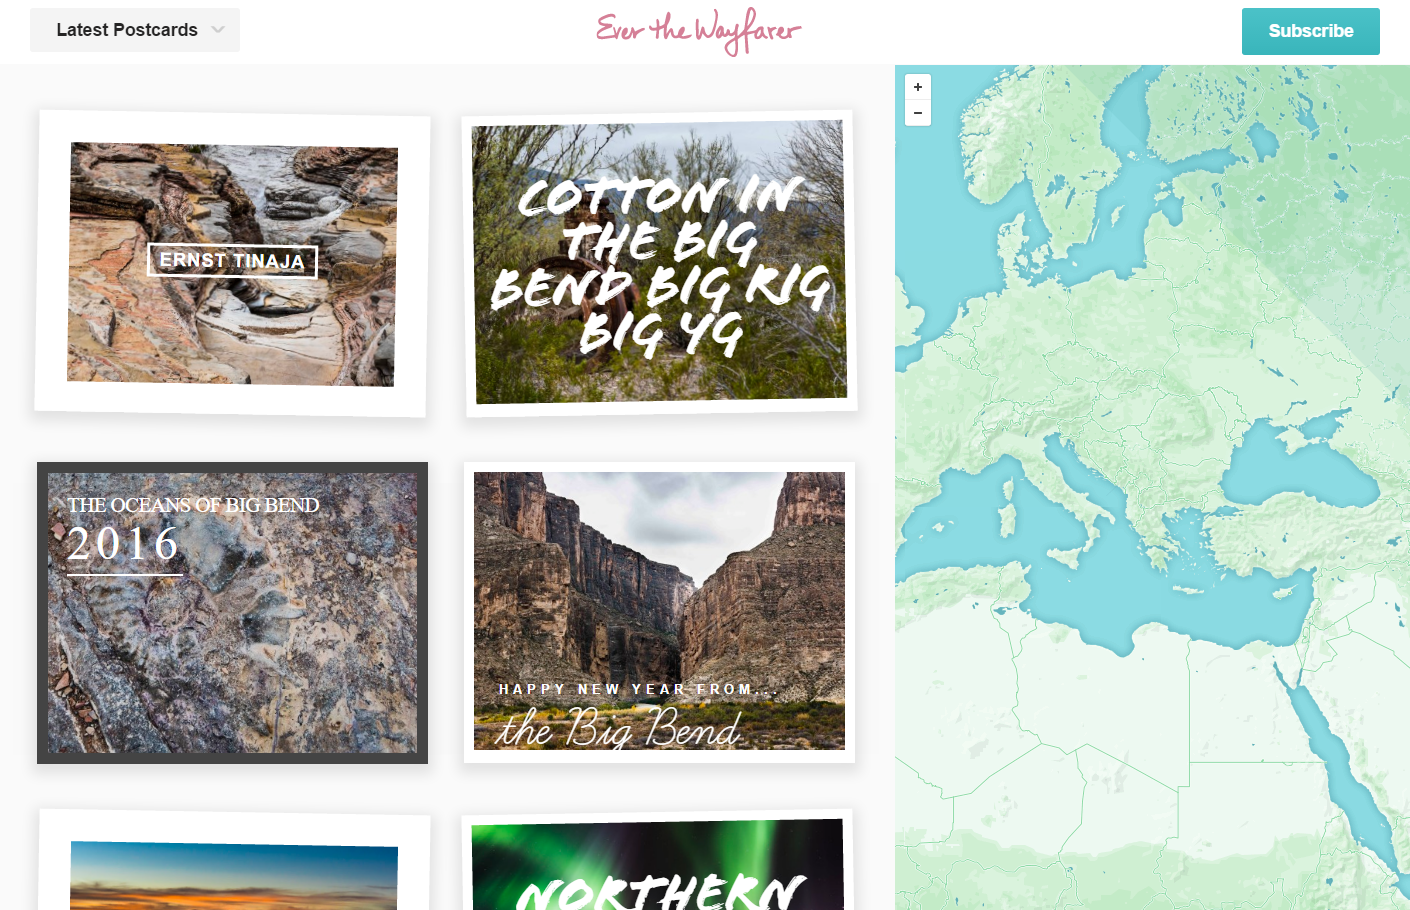 Latest Postcards
Ever the Wayfarer
Subscribe
+
−
ERNST TINAJA
COTTON IN
THE BIG
BEND BIG RIG
BIG YG
THE OCEANS OF BIG BEND
2016
HAPPY NEW YEAR FROM...
the Big Bend
NORTHERN